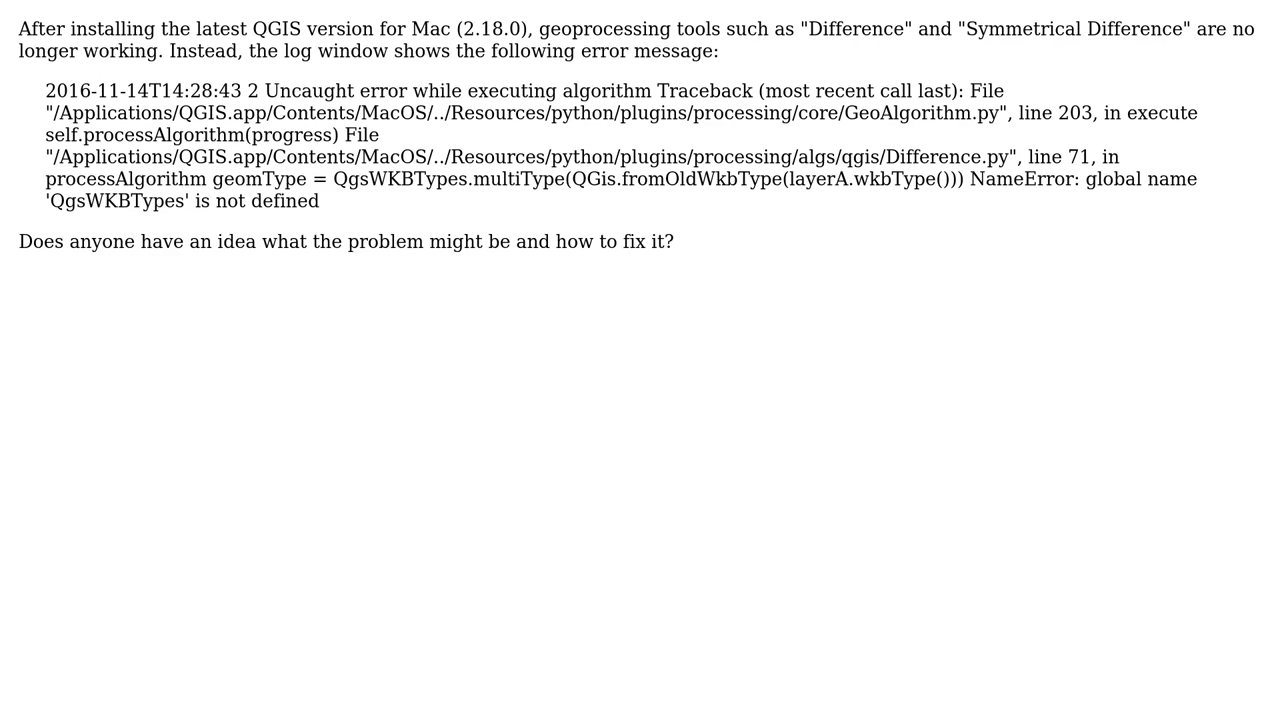 After installing the latest QGIS version for Mac (2.18.0), geoprocessing tools such as "Difference" and "Symmetrical Difference" are no
longer working. Instead, the log window shows the following error message:
2016-11-14T14:28:43 2 Uncaught error while executing algorithm Traceback (most recent call last): File
"/Applications/QGIS.app/Contents/MacOS/../Resources/python/plugins/processing/core/GeoAlgorithm.py", line 203, in execute
self.processAlgorithm(progress) File
"/Applications/QGIS.app/Contents/MacOS/../Resources/python/plugins/processing/algs/qgis/Difference.py", line 71, in
processAlgorithm geomType = QgsWKBTypes.multiType(QGis.fromOldWkbType(layerA.wkbType())) NameError: global name
'QgsWKBTypes' is not defined
Does anyone have an idea what the problem might be and how to fix it?